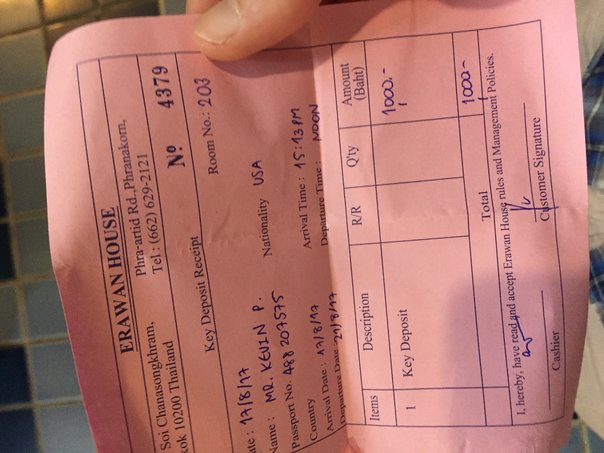 ERAWAN HOUSE
Soi Chanasongkhram, Phra-artid Rd., Phranakorn,
kok 10200 Thailand Tel : (662) 629-2121
Nº 4379
Key Deposit Receipt
ate : 17/8/17 Room No.: 203
Name : MR. KEVIN P.
Passport No. 488207575 Nationality USA
Country
Arrival Date : 17/8/17 Arrival Time : 15:13PM
Departure Date 21/8/17 Departure Time : NOON
Items Description R/R Q'ty Amount (Baht)
1 Key Deposit 1000.-
Total 1000.-
I, hereby, have read and accept Erawan House rules and Management Policies.
Cashier Customer Signature